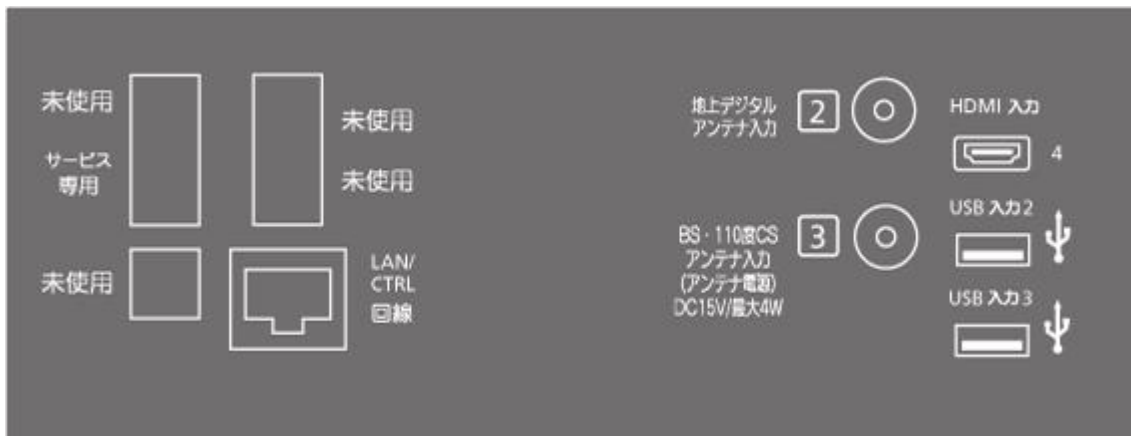 未使用
サービス
専用
未使用
未使用
未使用
LAN/
CTRL
回線
地上デジタル
アンテナ入力
2
BS・110度CS
アンテナ入力
(アンテナ電源)
DC15V/最大4W
3
HDMI 入力
4
USB 入力2
USB 入力3